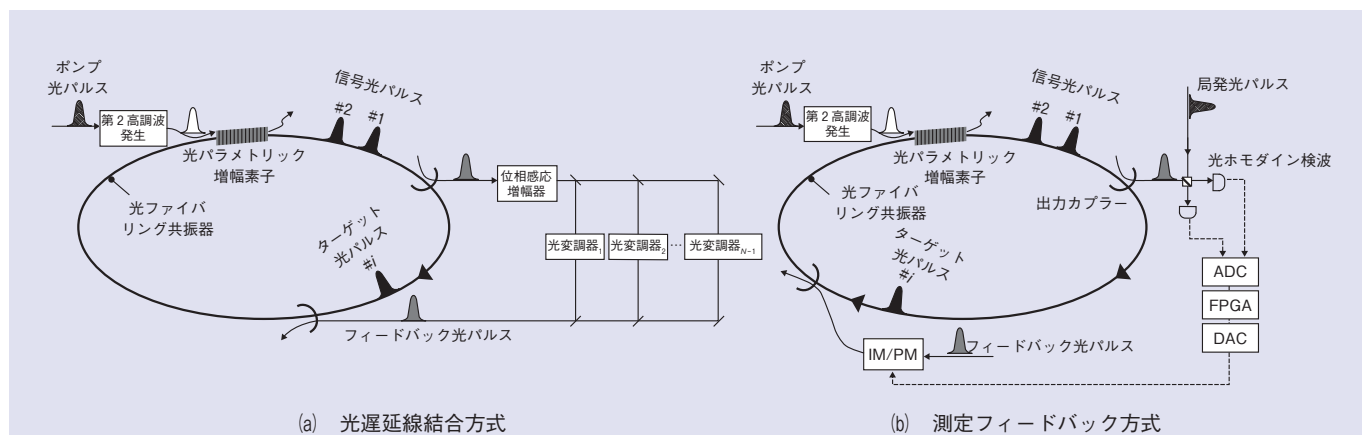 ポンプ
光パルス
第2高調波
発生
信号光パルス
#2
#1
光パラメトリック
増幅素子
光ファイバ
リング共振器
位相感応
増幅器
ターゲット
光パルス
#i
光変調器1
光変調器2
…
光変調器N-1
フィードバック光パルス
(a) 光遅延線結合方式
ポンプ
光パルス
第2高調波
発生
信号光パルス
#2
#1
局発光パルス
光パラメトリック
増幅素子
光ホモダイン検波
光ファイバ
リング共振器
出力カプラー
ターゲット
光パルス
#i
ADC
FPGA
DAC
IM/PM
フィードバック光パルス
(b) 測定フィードバック方式